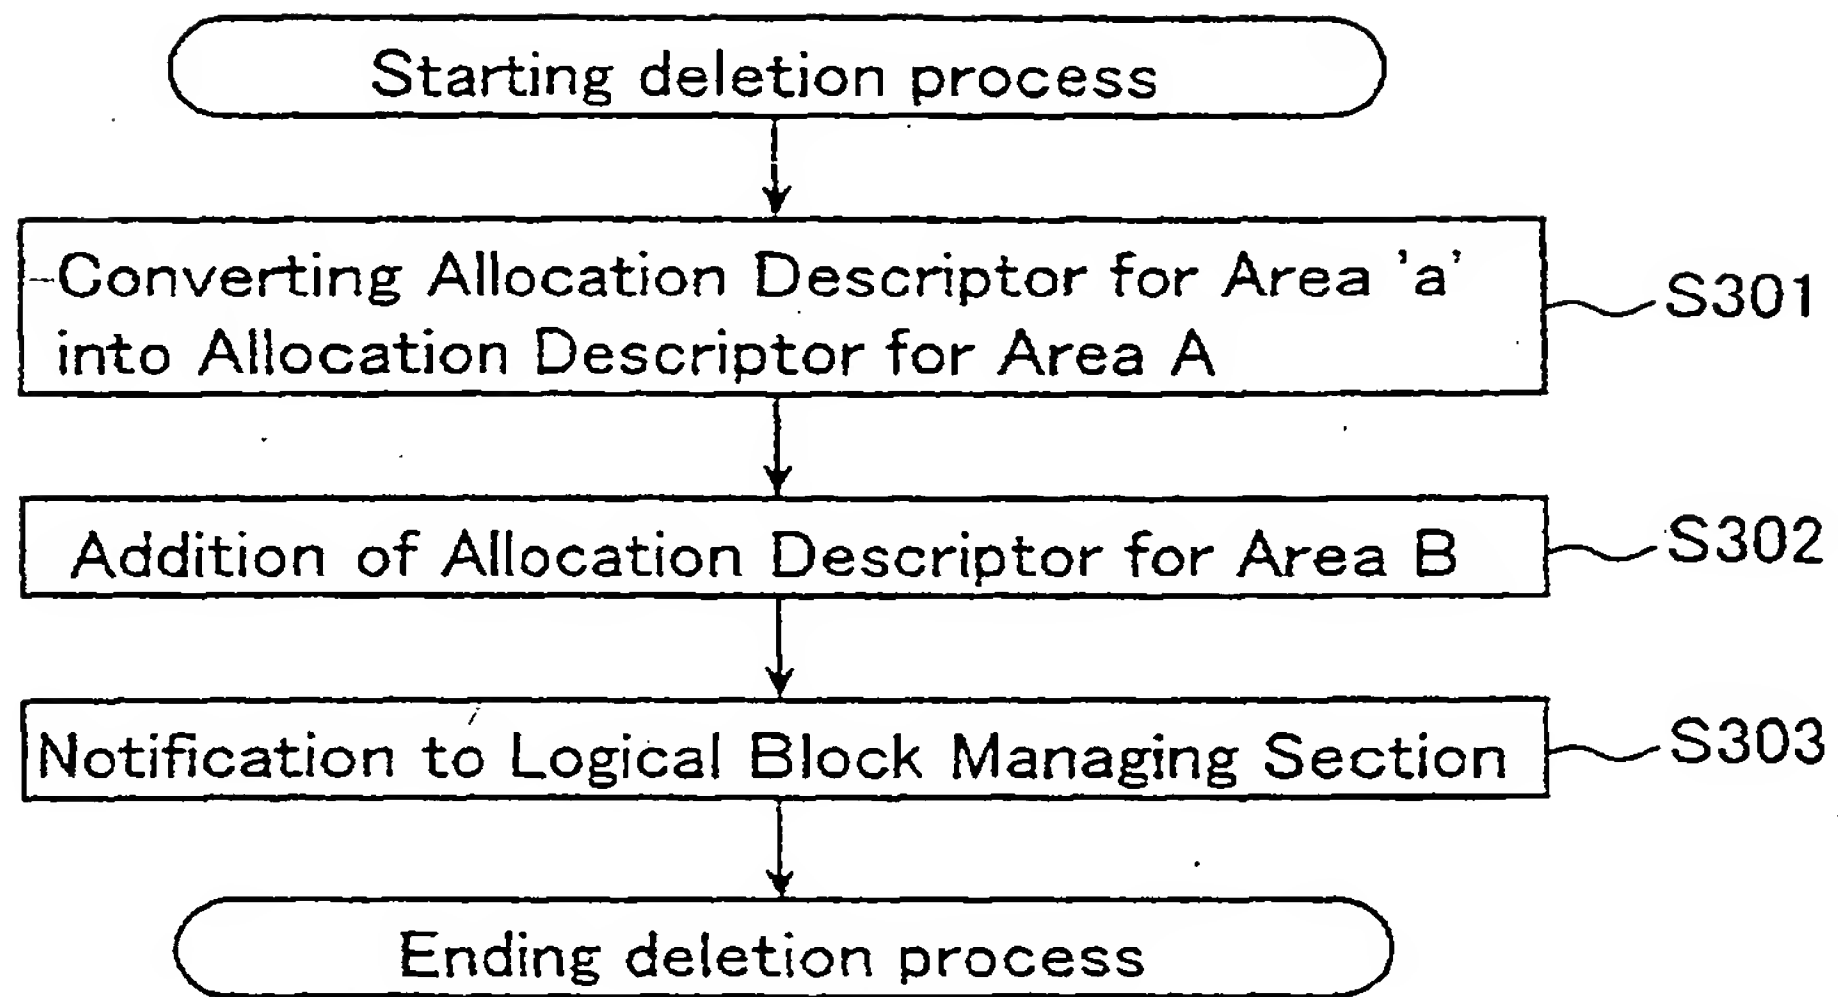 Starting deletion process
Converting Allocation Descriptor for Area 'a'
into Allocation Descriptor for Area A
S301
Addition of Allocation Descriptor for Area B
S302
Notification to Logical Block Managing Section
S303
Ending deletion process